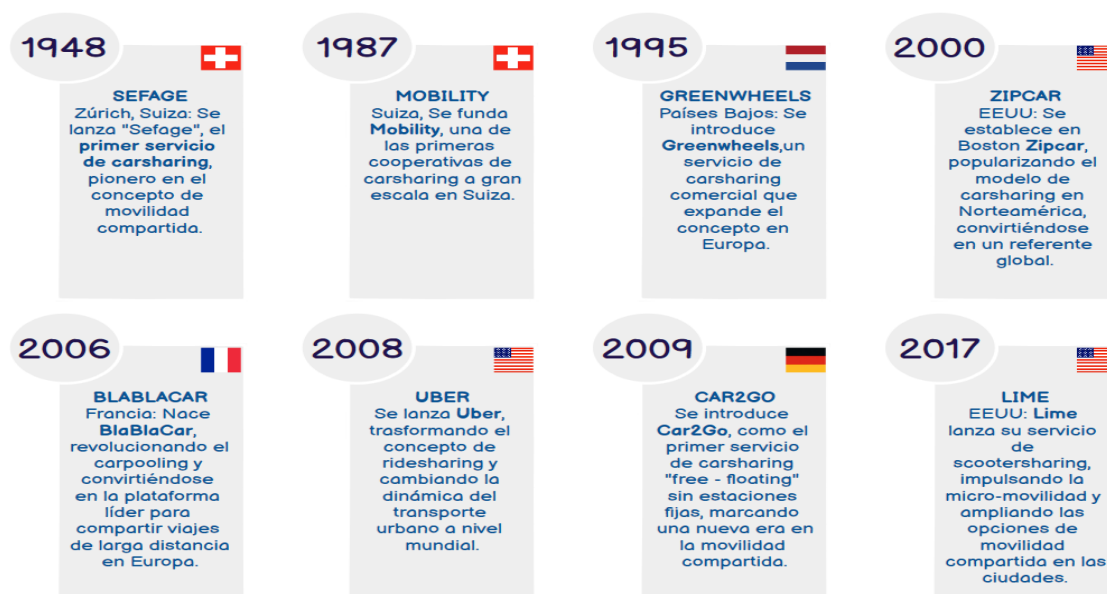 1948
SEFAGE
Zúrich, Suiza: Se
lanza "Sefage", el
primer servicio
de carsharing,
pionero en el
concepto de
movilidad
compartida.
1987
MOBILITY
Suiza, Se funda
Mobility, una de
las primeras
cooperativas de
carsharing a gran
escala en Suiza.
1995
GREENWHEELS
Países Bajos: Se
introduce
Greenwheels,un
servicio de
carsharing
comercial que
expande el
concepto en
Europa.
2000
ZIPCAR
EEUU: Se
establece en
Boston Zipcar,
popularizando el
modelo de
carsharing en
Norteamérica,
convirtiéndose
en un referente
global.
2006
BLABLACAR
Francia: Nace
BlaBlaCar,
revolucionando el
carpooling y
convirtiéndose
en la plataforma
líder para
compartir viajes
de larga distancia
en Europa.
2008
UBER
Se lanza Uber,
trasformando el
concepto de
ridesharing y
cambiando la
dinámica del
transporte
urbano a nivel
mundial.
2009
CAR2GO
Se introduce
Car2Go, como el
primer servicio
de carsharing
"free - floating"
sin estaciones
fijas, marcando
una nueva era en
la movilidad
compartida.
2017
LIME
EEUU: Lime
lanza su servicio
de
scootersharing,
impulsando la
micro-movilidad y
ampliando las
opciones de
movilidad
compartida en las
ciudades.